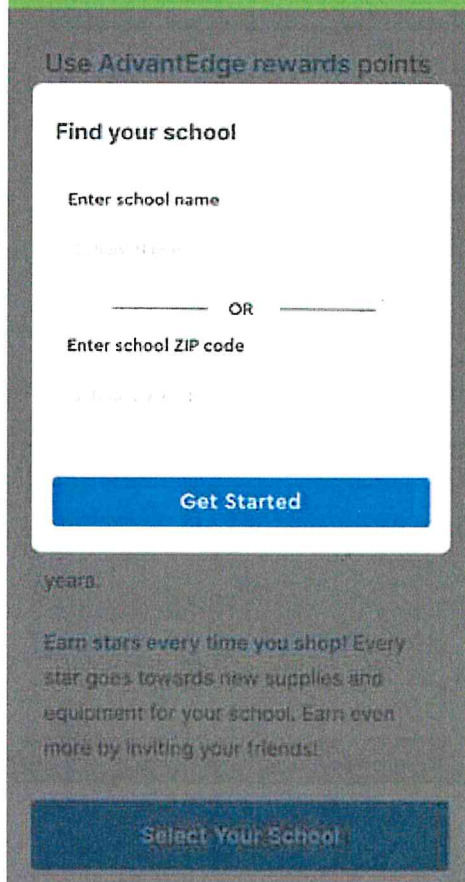 Use AdvantEdge rewards points
Find your school
Enter school name
School Name
OR
Enter school ZIP code
Get Started
years.
Earn stars every time you shop! Every
star goes towards new supplies and
equipment for your school. Earn even
more by inviting your friends!
Select Your School